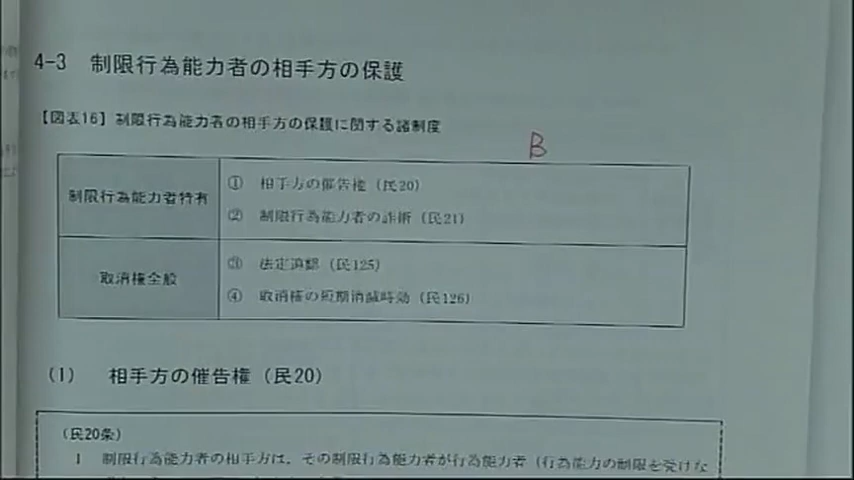 4-3 制限行為能力者の相手方の保護
【図表16】制限行為能力者の相手方の保護に関する諸制度
B
制限行為能力者特有
① 相手方の催告権（民20）
② 制限行為能力者の詐術（民21）
取消権全般
③ 法定追認（民125）
④ 取消権の短期消滅時効（民126）
(1) 相手方の催告権（民20）
（民20条）
1 制限行為能力者の相手方は、その制限行為能力者が行為能力者（行為能力の制限を受けな